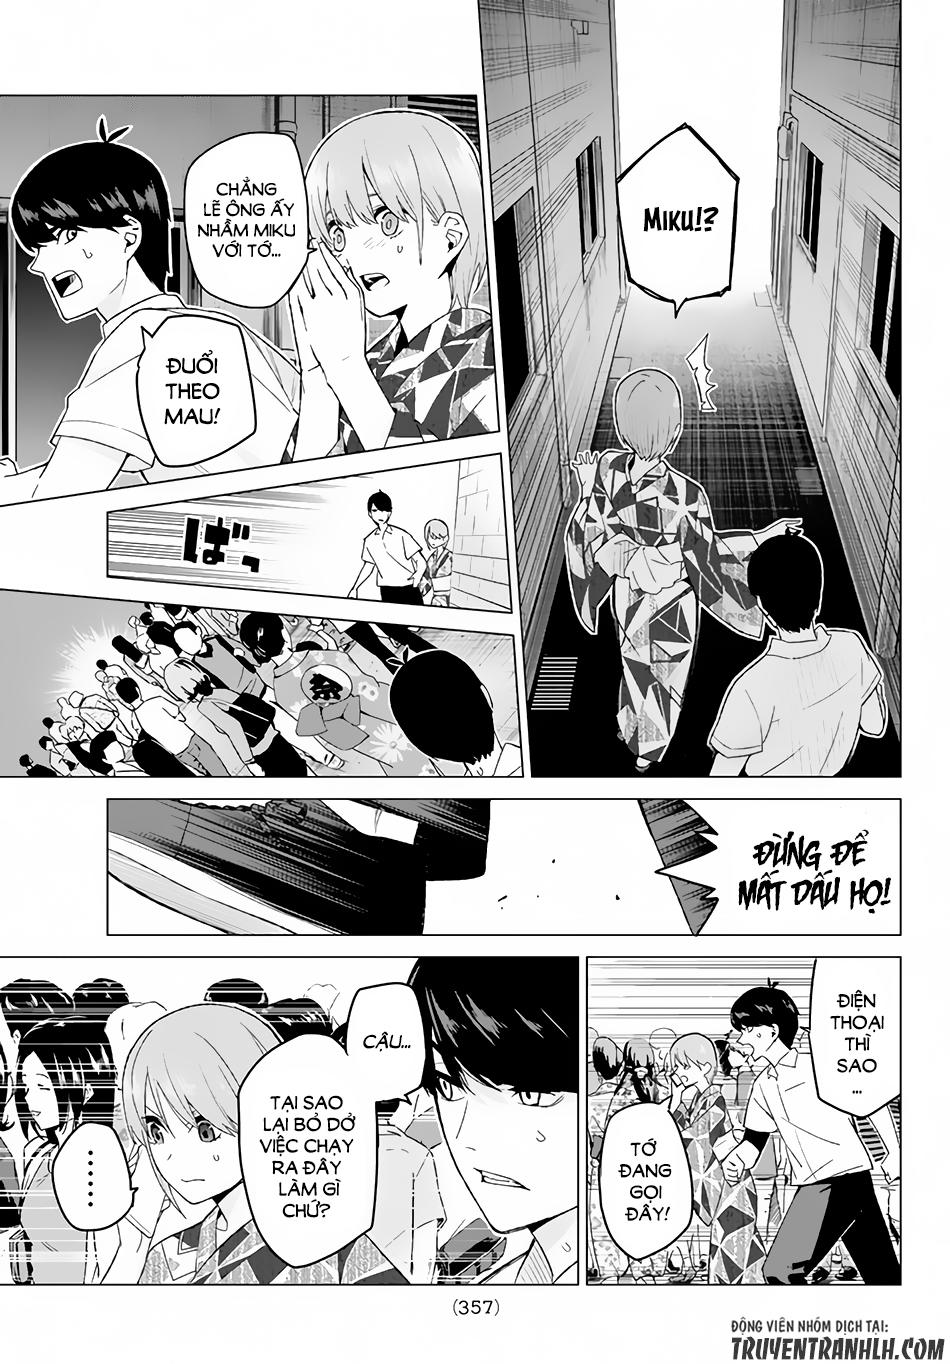 MIKU!?
CHẲNG
LẼ ÔNG ẤY
NHẦM MIKU
VỚI TỚ...
ĐUỔI
THEO
MAU!
ばっ
ĐỪNG ĐỂ
MẤT DẤU HỌ!
ĐIỆN
THOẠI
THÌ
SAO
...
TỚ
ĐANG
GỌI
ĐÂY!
CẬU...
TẠI SAO
LẠI BỎ DỞ
VIỆC CHẠY
RA ĐÂY
LÀM GÌ
CHỨ?
......
(357)
ĐỘNG VIÊN NHÓM DỊCH TẠI:
TRUYENTRANHLH.COM